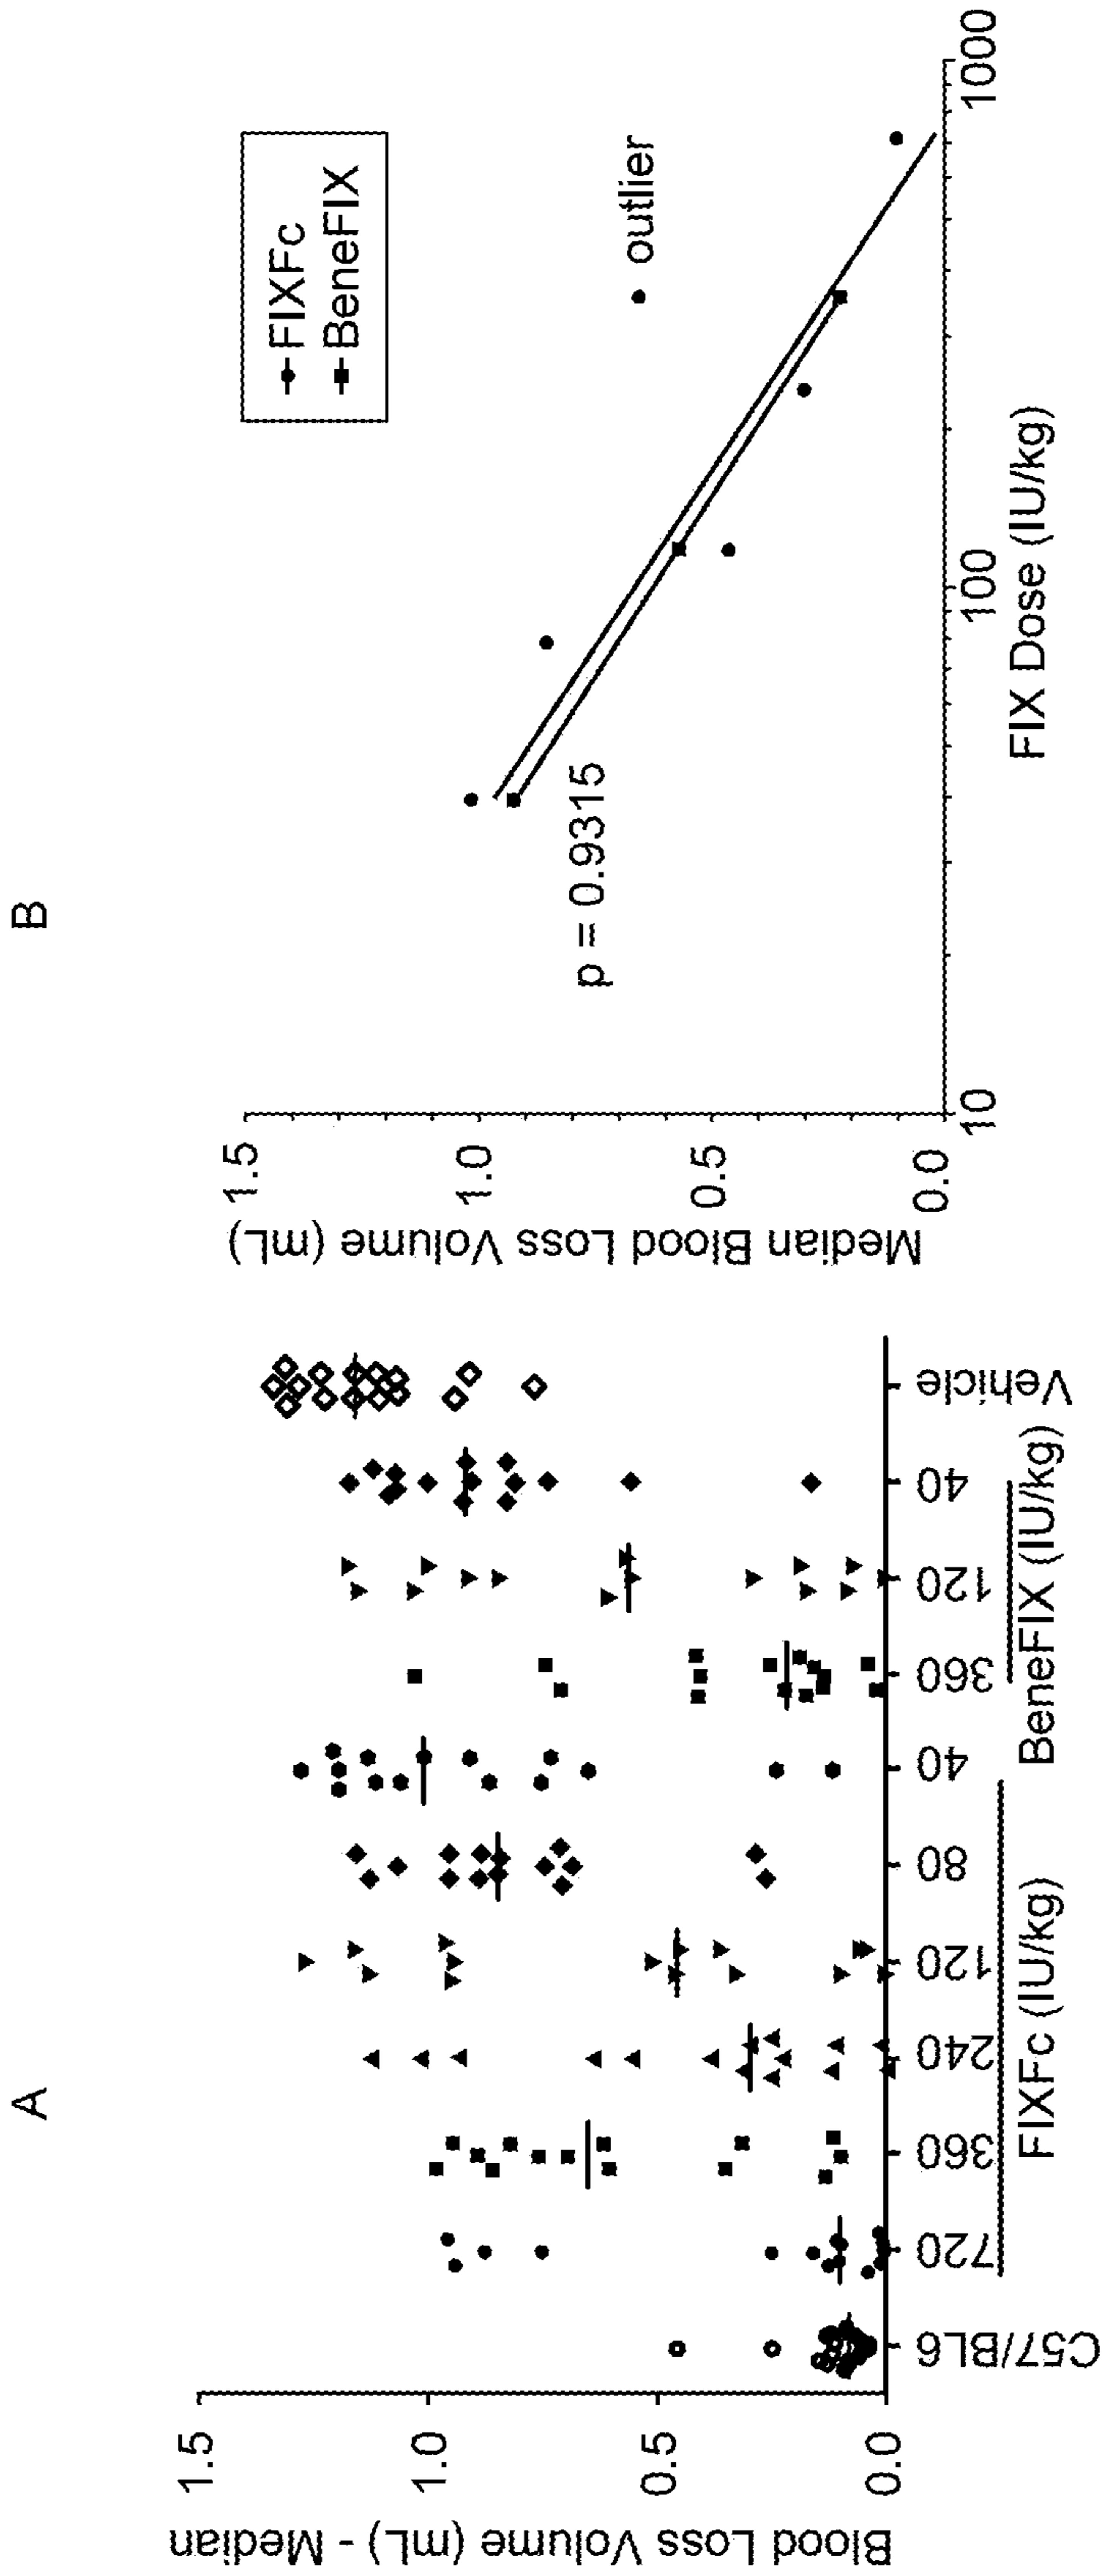 A
Blood Loss Volume (mL) - Median
1.5
1.0
0.5
0.0
C57/BL6
720
360
240
120
80
40
360
120
40
Vehicle
FIXFc (IU/kg)
BeneFIX (IU/kg)
B
Median Blood Loss Volume (mL)
1.5
1.0
0.5
0.0
FIXFc
BeneFIX
outlier
p = 0.9315
10
100
1000
FIX Dose (IU/kg)